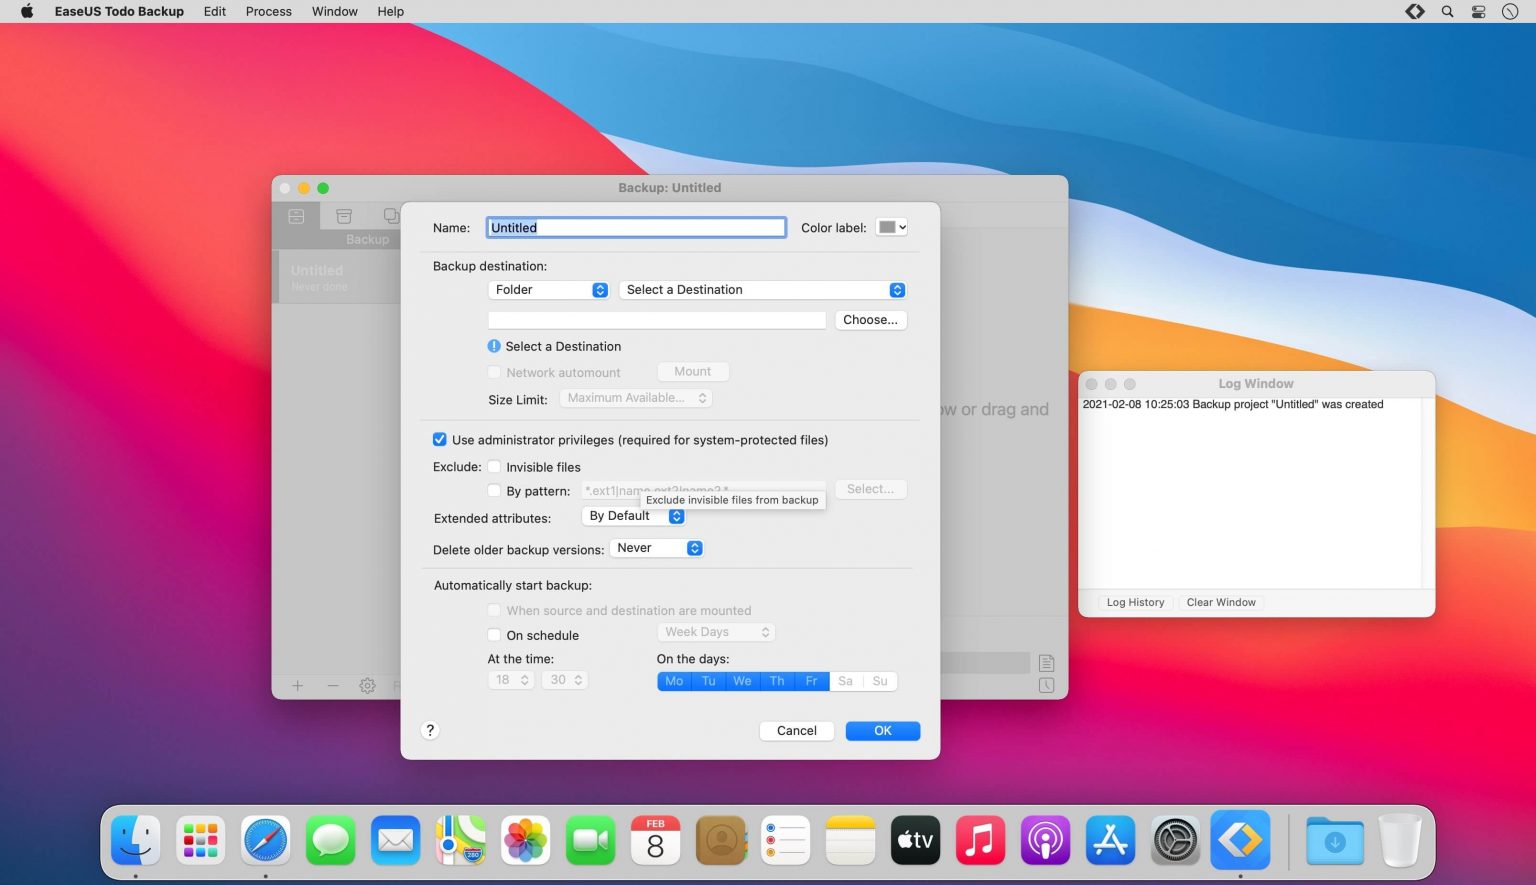 EaseUS Todo Backup Edit Process Window Help
Backup: Untitled
Backup
Untitled
Never done
Name: Untitled Color label:
Backup destination:
Folder Select a Destination
Choose...
Select a Destination
Network automount Mount
Size Limit: Maximum Available...
Use administrator privileges (required for system-protected files)
Exclude: Invisible files
By pattern: Select...
Exclude invisible files from backup
Extended attributes: By Default
Delete older backup versions: Never
Automatically start backup:
When source and destination are mounted
On schedule Week Days
At the time: On the days:
18 30 Mo Tu We Th Fr Sa Su
? Cancel OK
or drag and
Log Window
2021-02-08 10:25:03 Backup project "Untitled" was created
Log History Clear Window
FEB
8
280
tv